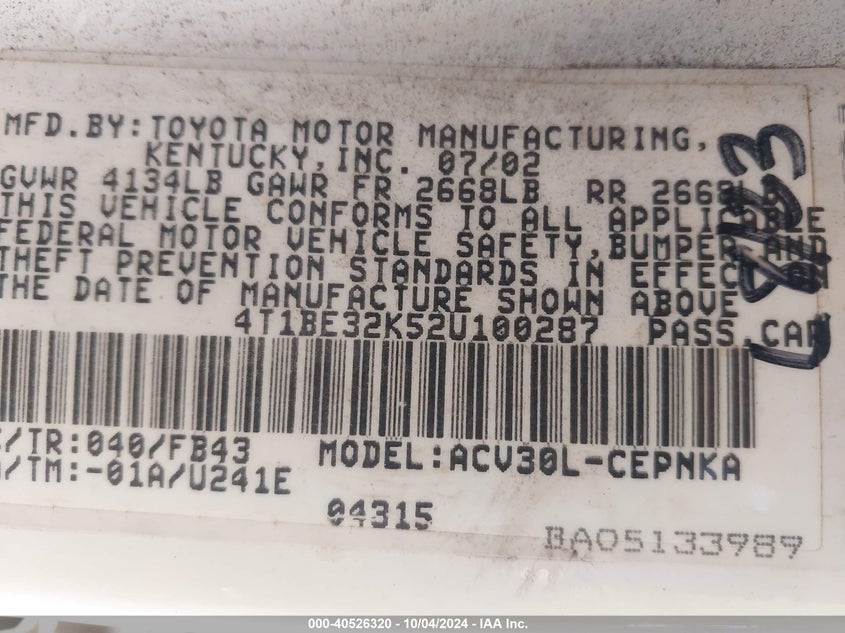 MFD.BY:TOYOTA MOTOR MANUFACTURING,
KENTUCKY,INC. 07/02
GVWR 4134LB GAWR FR 2668LB RR 2668LB
THIS VEHICLE CONFORMS TO ALL APPLICABLE
FEDERAL MOTOR VEHICLE SAFETY,BUMPER,AND
THEFT PREVENTION STANDARDS IN EFFECT ON
THE DATE OF MANUFACTURE SHOWN ABOVE
4T1BE32K52U100287 PASS.CAR
/TR:040/FB43
/TM:-01A/U241E
MODEL:ACV30L-CEPNKA
04315
BA05133989
000-40526320 - 10/04/2024 - IAA Inc.